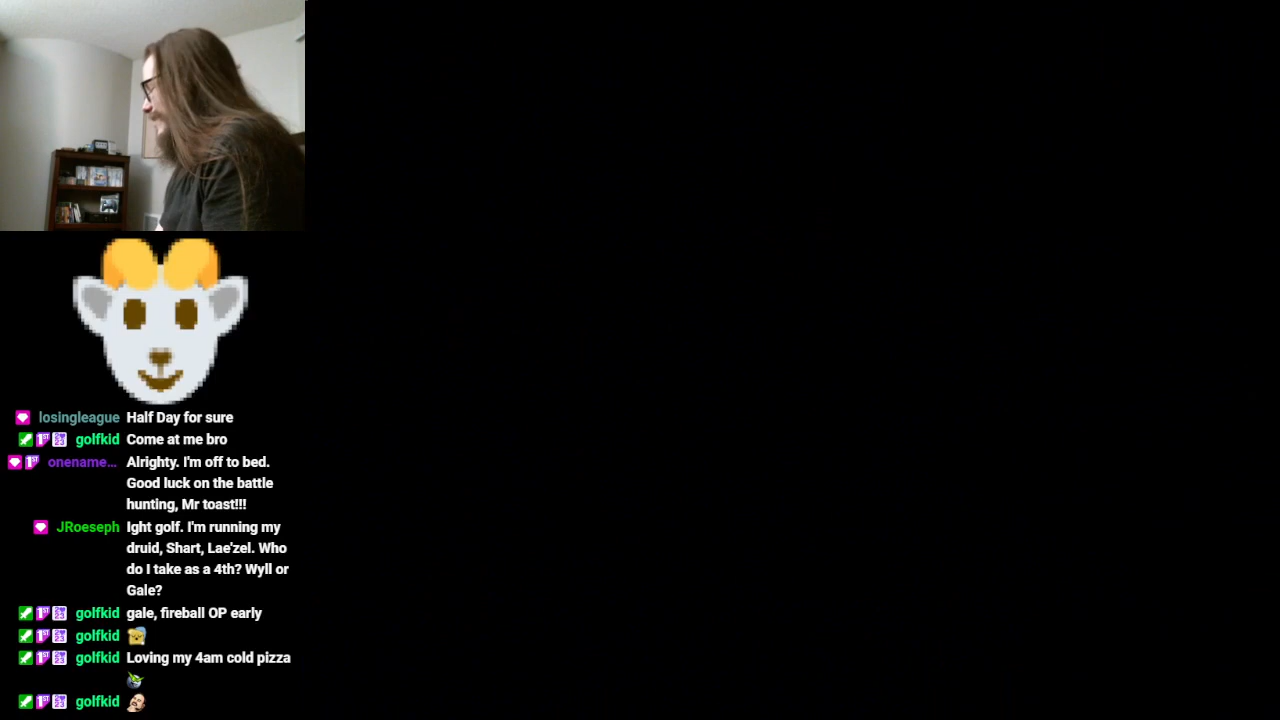 losingleague Half Day for sure
golfkid Come at me bro
onename... Alrighty. I'm off to bed.
Good luck on the battle
hunting, Mr toast!!!
JRoeseph Ight golf. I'm running my
druid, Shart, Lae'zel. Who
do I take as a 4th? Wyll or
Gale?
golfkid gale, fireball OP early
golfkid
golfkid Loving my 4am cold pizza
golfkid